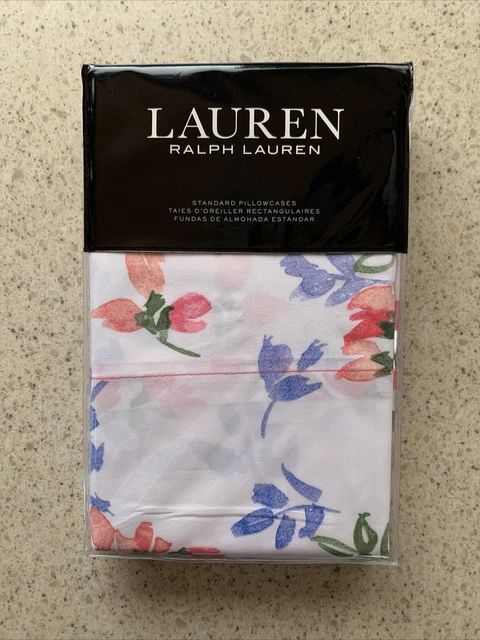 LAUREN
RALPH LAUREN
STANDARD PILLOWCASES
TAIES D'OREILLER RECTANGULAIRES
FUNDAS DE ALMOHADA ESTÁNDAR